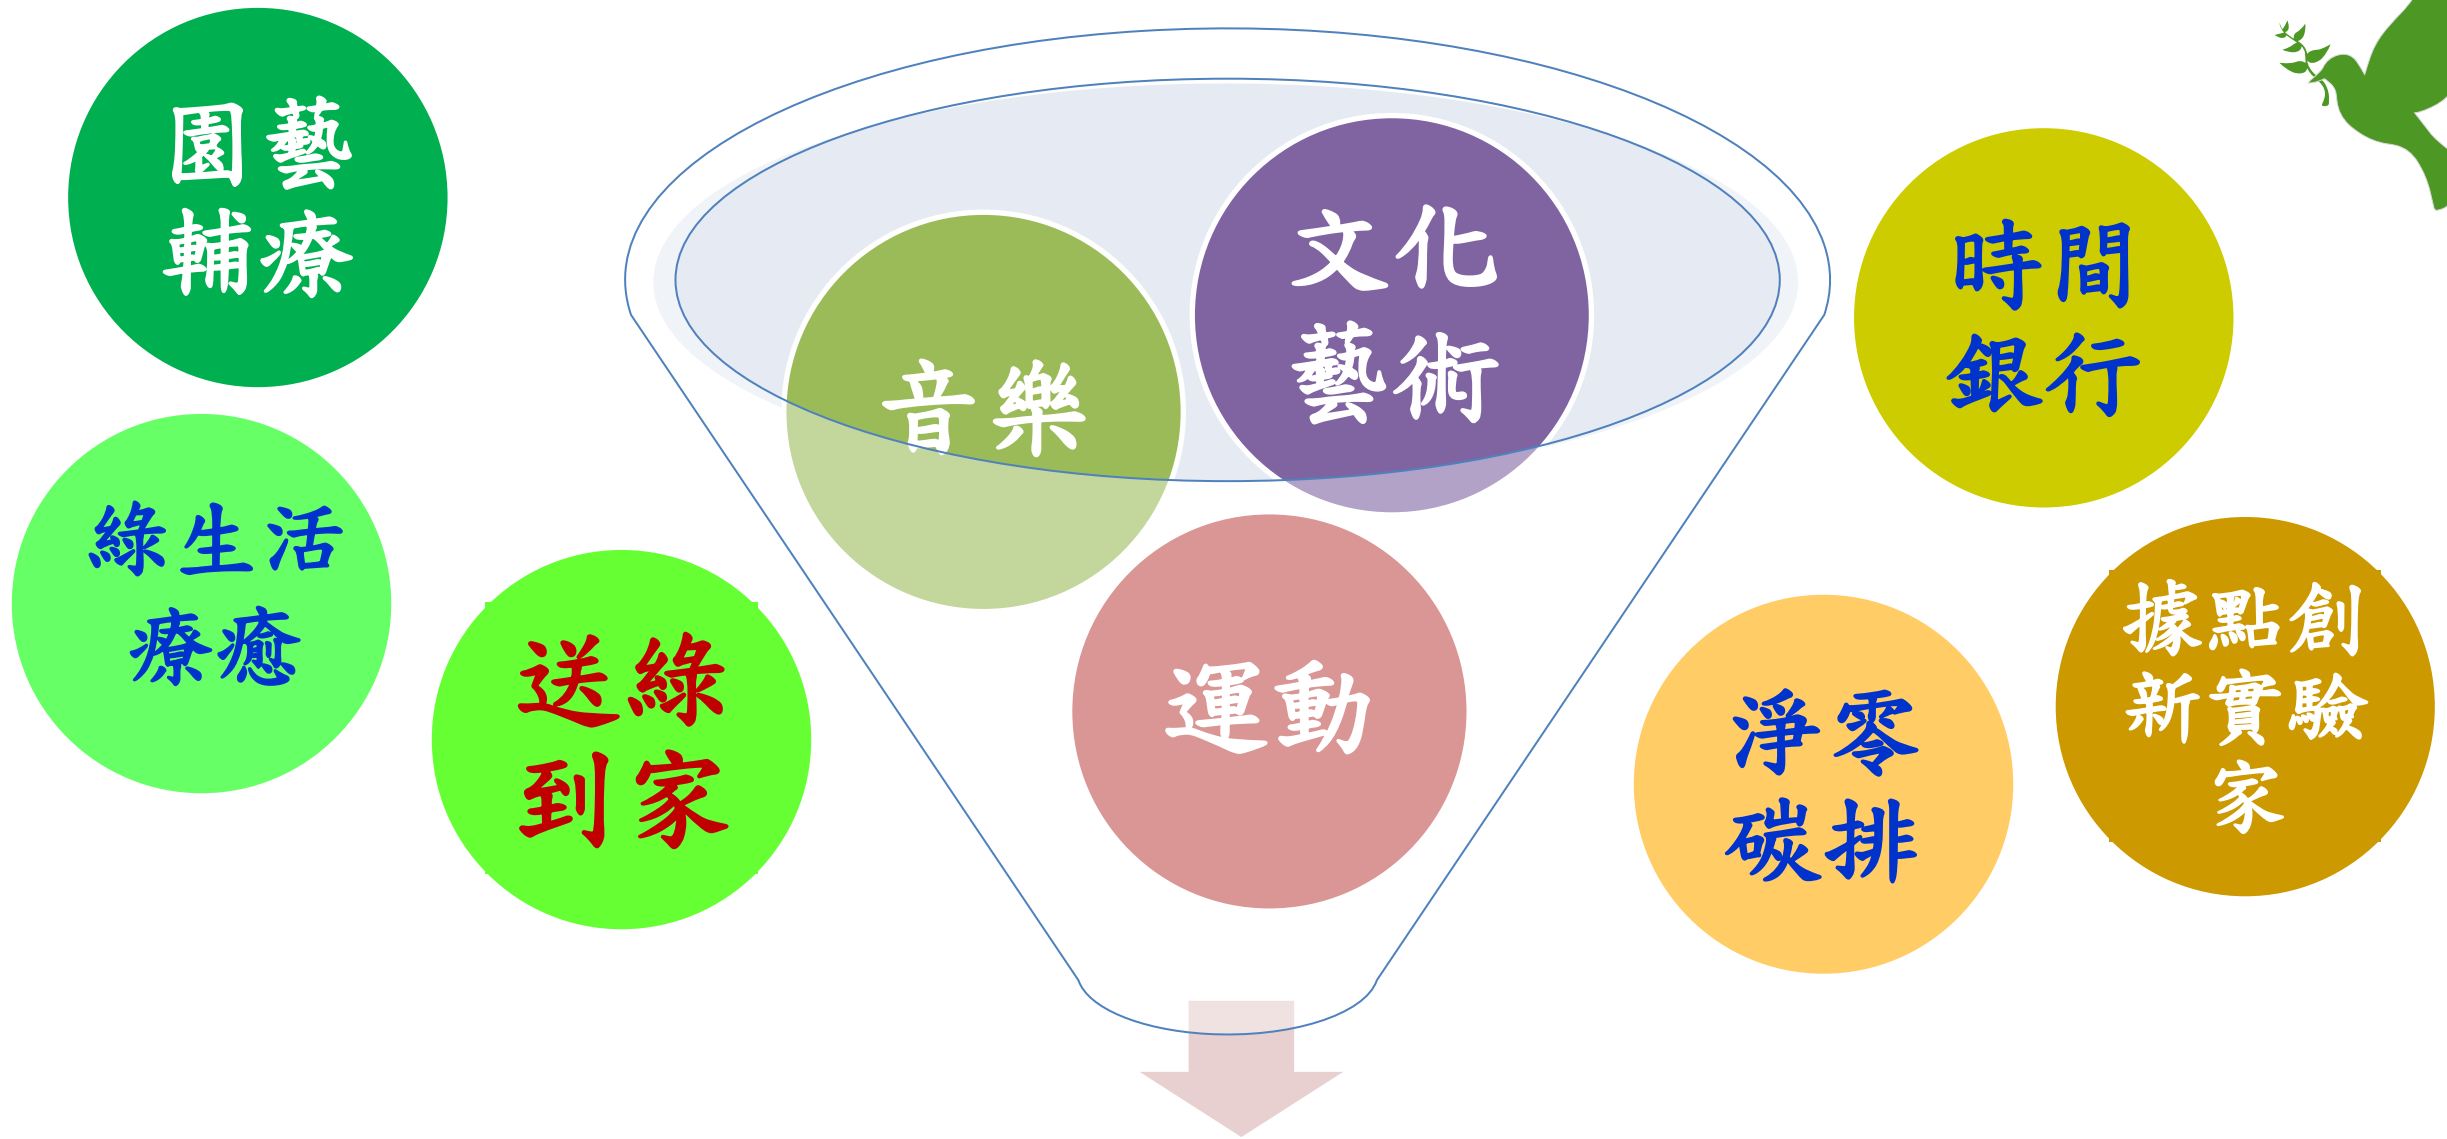 園藝
輔療
綠生活
療癒
送綠
到家
音樂
文化
藝術
運動
時間
銀行
淨零
碳排
據點創
新實驗
家